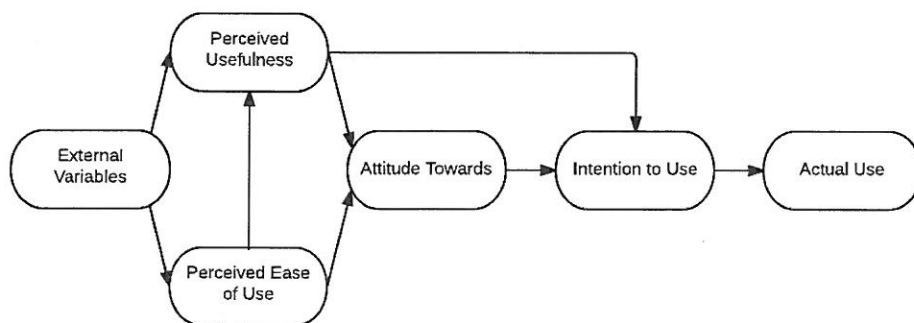 Perceived
Usefulness
External
Variables
Attitude Towards
Intention to Use
Actual Use
Perceived Ease
of Use